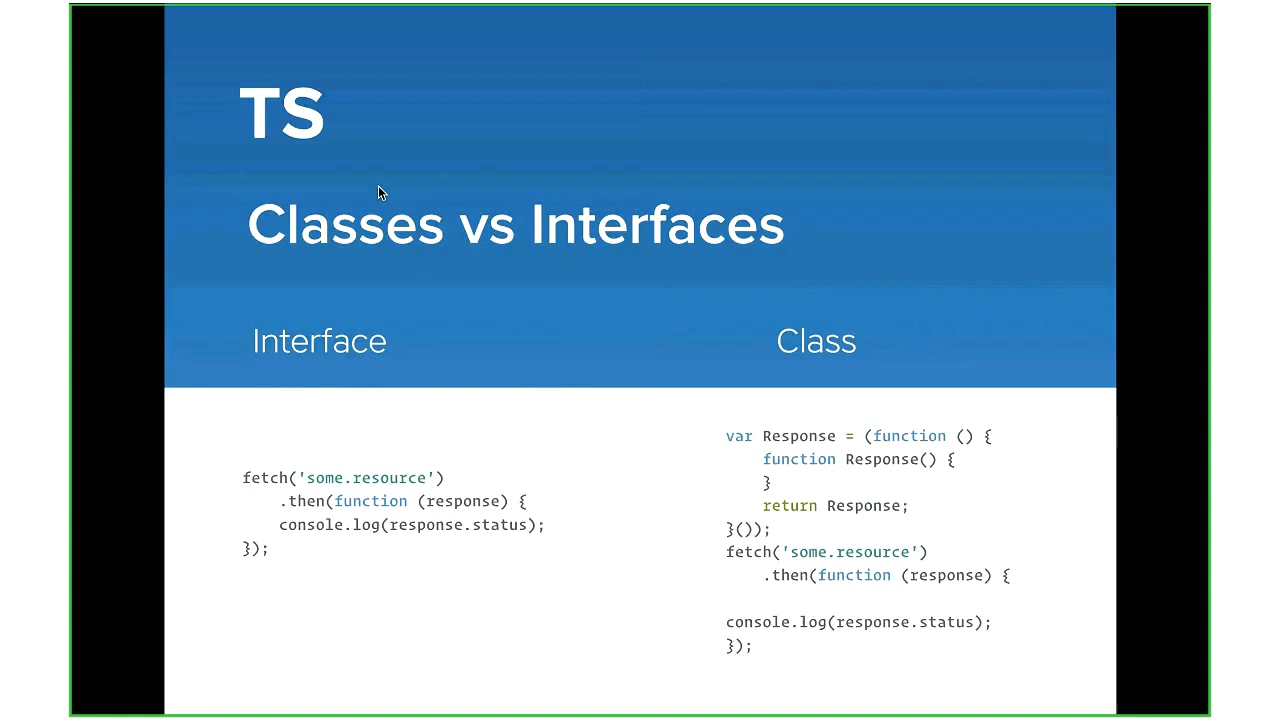 TS
Classes vs Interfaces
Interface
Class
fetch('some.resource')
    .then(function (response) {
    console.log(response.status);
});
var Response = (function () {
    function Response() {
    }
    return Response;
}());
fetch('some.resource')
    .then(function (response) {
console.log(response.status);
});